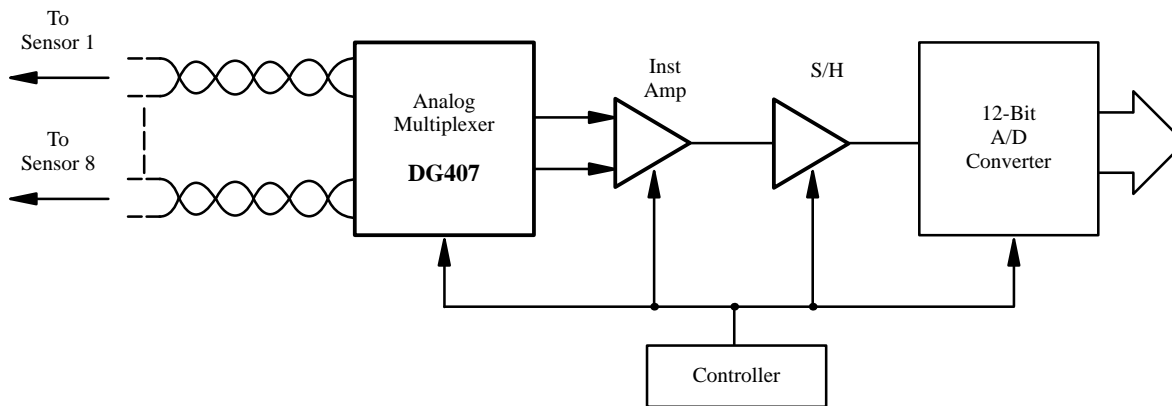 To
Sensor 1
To
Sensor 8
Analog
Multiplexer
DG407
Inst
Amp
S/H
12-Bit
A/D
Converter
Controller